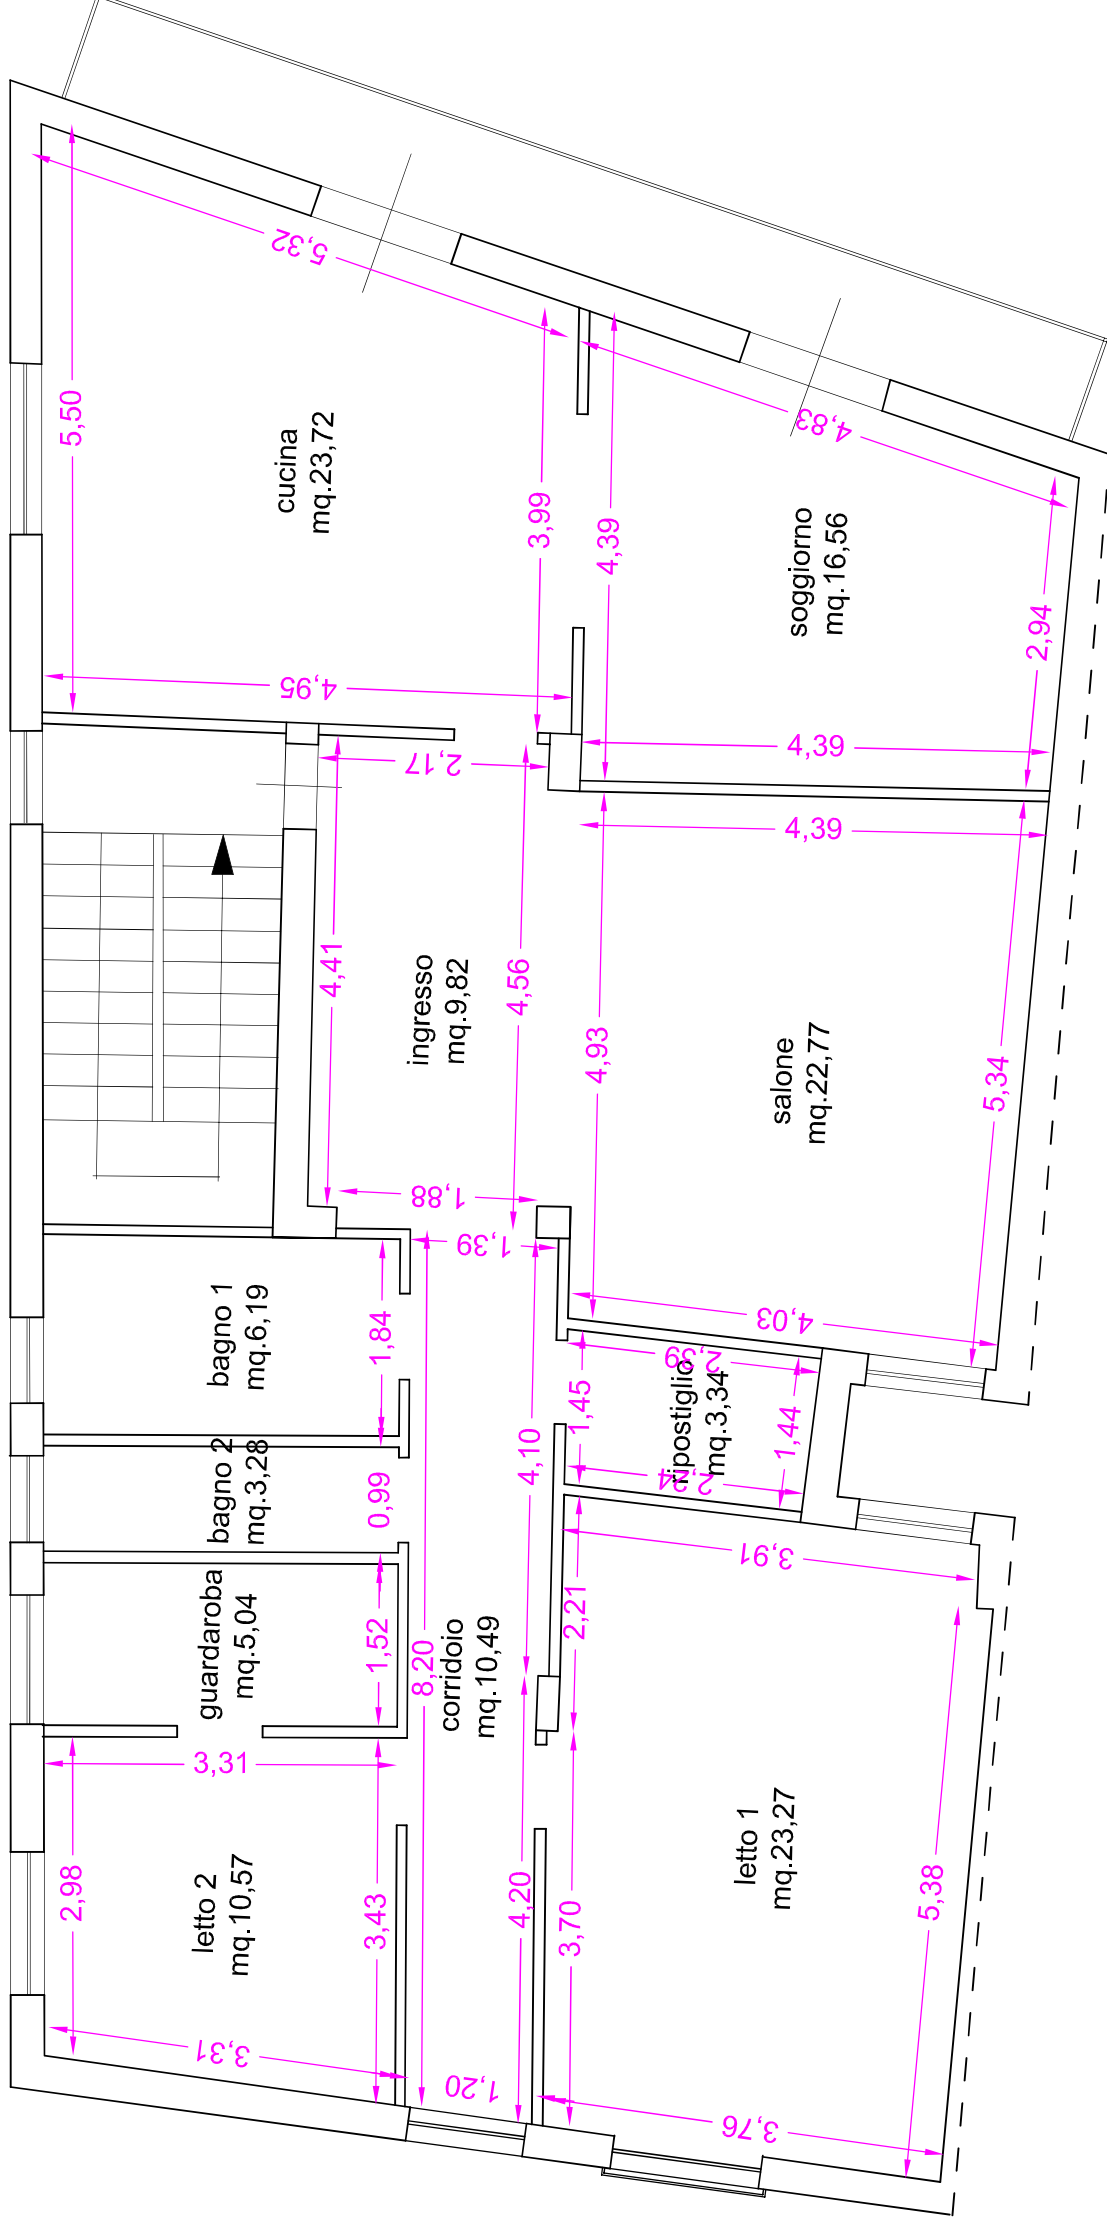 5,32
5,50
cucina
mq.23,72
3,99
4,39
4,83
soggiorno
mq.16,56
2,94
4,95
2,17
4,39
4,39
4,41
ingresso
mq.9,82
4,56
4,93
salone
mq.22,77
5,34
1,88
1,39
4,03
bagno 1
mq.6,19
1,84
2,39
ripostiglio
mq.3,34
1,45
1,44
2,24
4,10
bagno 2
mq.3,28
0,99
3,91
guardaroba
mq.5,04
1,52
8,20
corridoio
mq.10,49
2,21
3,31
letto 2
mq.10,57
2,98
3,43
4,20
3,70
letto 1
mq.23,27
5,38
3,31
1,20
3,76